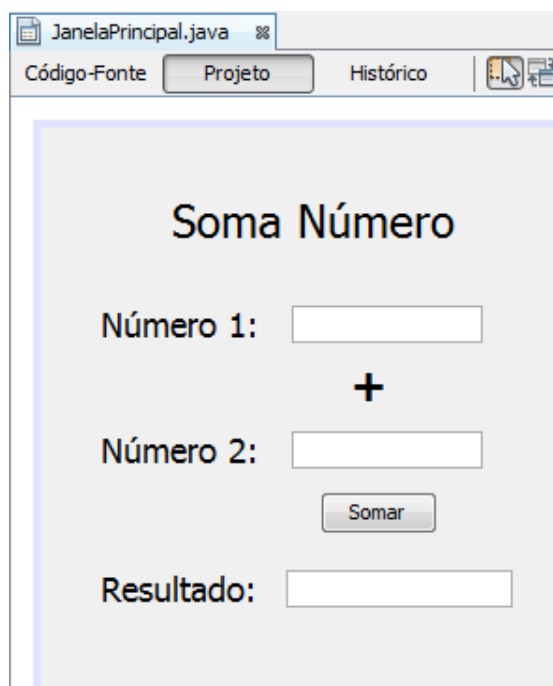 JanelaPrincipal.java
Código-Fonte Projeto Histórico
Soma Número
Número 1:
+
Número 2:
Somar
Resultado: